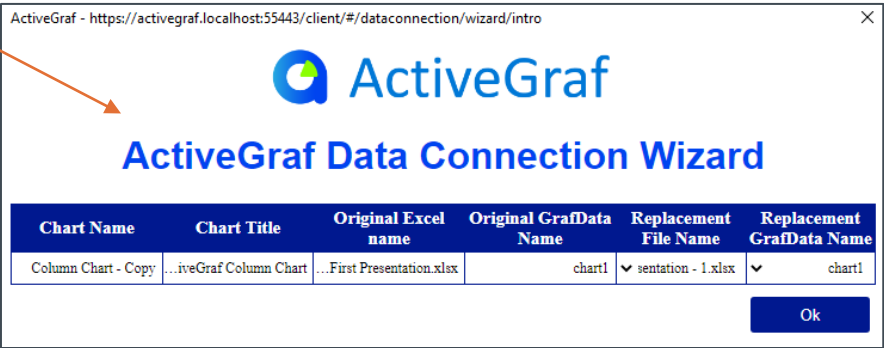 ActiveGraf - https://activegraf.localhost:55443/client/#/dataconnection/wizard/intro
ActiveGraf
ActiveGraf Data Connection Wizard
Chart Name Chart Title Original Excel name Original GrafData Name Replacement File Name Replacement GrafData Name
Column Chart - Copy ...iveGraf Column Chart ...First Presentation.xlsx chart1 sentation - 1.xlsx chart1
Ok